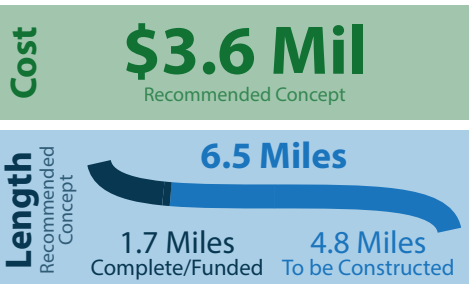 Cost
$3.6 Mil
Recommended Concept
Length
Recommended
Concept
6.5 Miles
1.7 Miles
Complete/Funded
4.8 Miles
To be Constructed